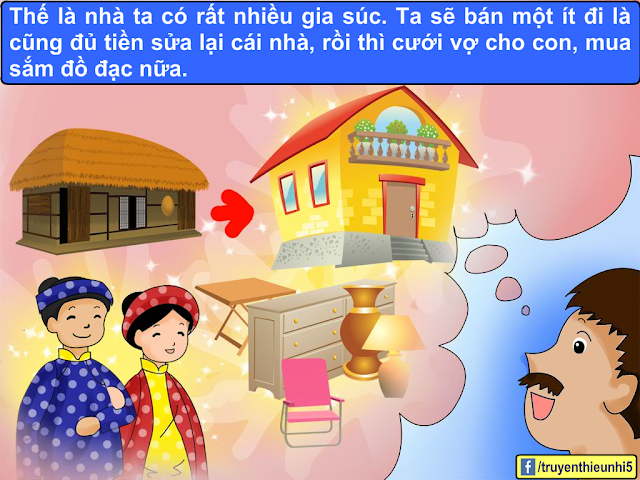 Thế là nhà ta có rất nhiều gia súc. Ta sẽ bán một ít đi là
cũng đủ tiền sửa lại cái nhà, rồi thì cưới vợ cho con, mua
sắm đồ đạc nữa.
f /truyenthieunhi5